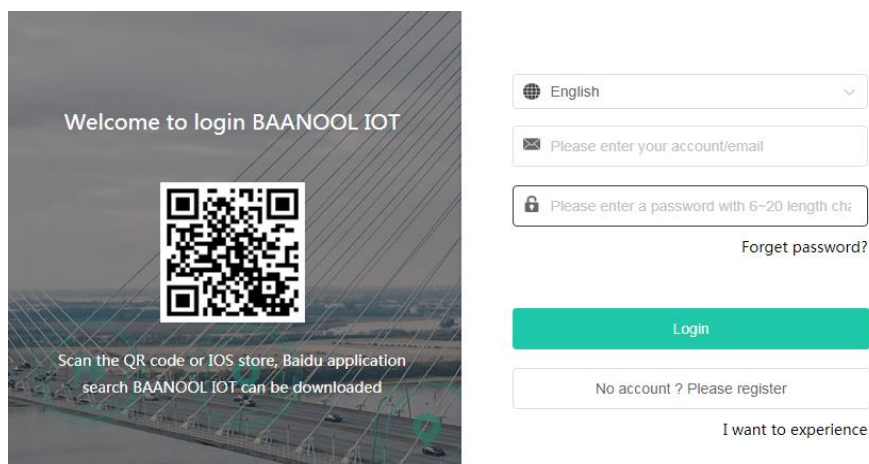 Welcome to login BAANOOL IOT
Scan the QR code or IOS store, Baidu application
search BAANOOL IOT can be downloaded
English
Please enter your account/email
Please enter a password with 6~20 length cha
Forget password?
Login
No account ? Please register
I want to experience